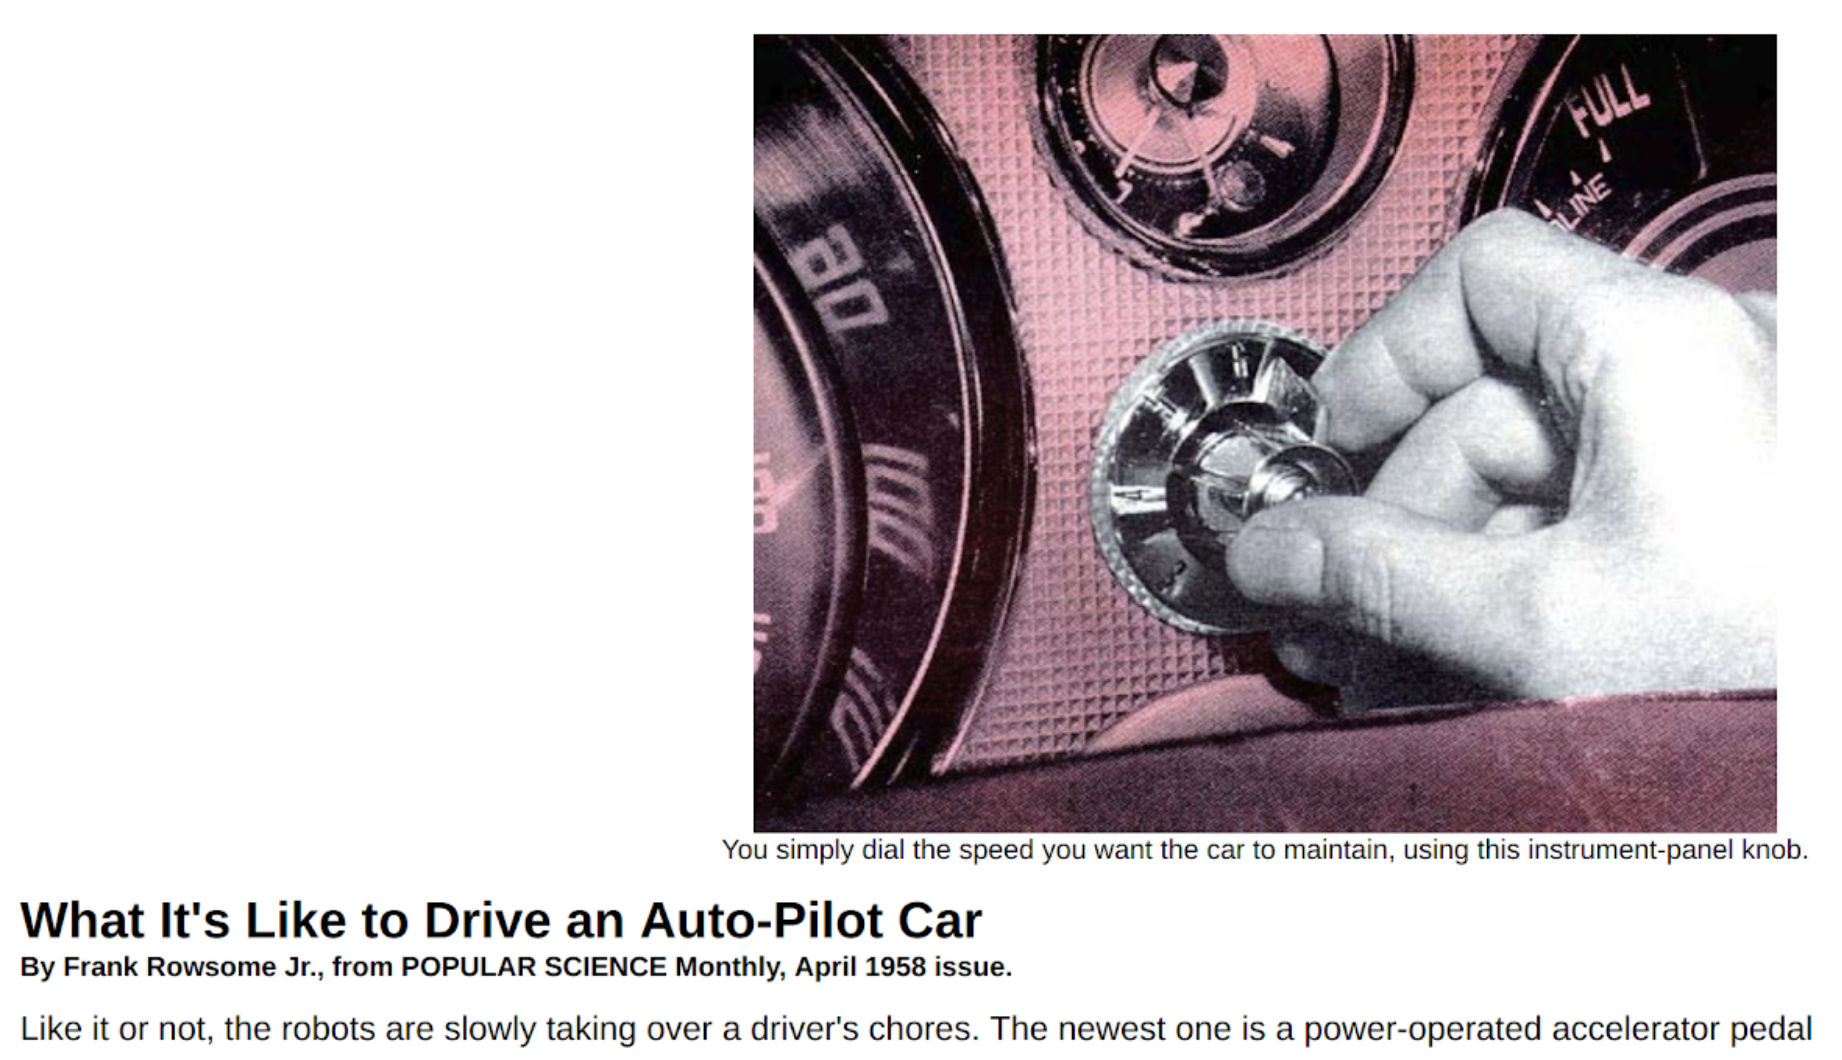 FULL
80
100
You simply dial the speed you want the car to maintain, using this instrument-panel knob.
What It's Like to Drive an Auto-Pilot Car
By Frank Rowsome Jr., from POPULAR SCIENCE Monthly, April 1958 issue.
Like it or not, the robots are slowly taking over a driver's chores. The newest one is a power-operated accelerator pedal